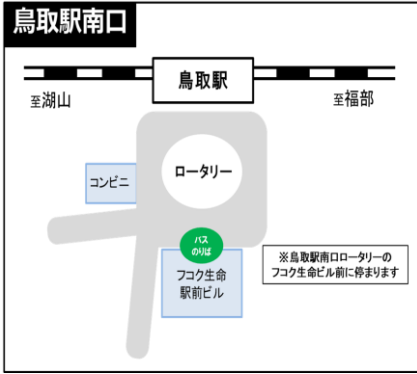 鳥取駅南口
鳥取駅
至湖山
至福部
コンビニ
ロータリー
バス
のりば
フコク生命
駅前ビル
※鳥取駅南口ロータリーの
フコク生命ビル前に停まります